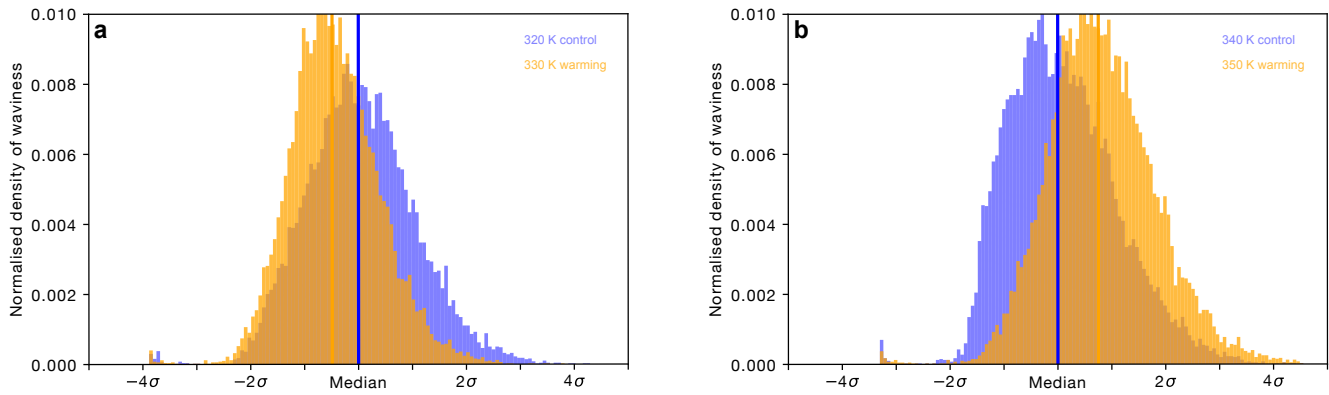 a
320 K control
330 K warming
Normalised density of waviness
0.010
0.008
0.006
0.004
0.002
0.000
−4σ
−2σ
Median
2σ
4σ
b
340 K control
350 K warming
Normalised density of waviness
0.010
0.008
0.006
0.004
0.002
0.000
−4σ
−2σ
Median
2σ
4σ